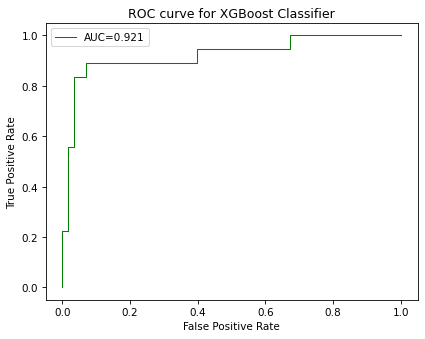 ROC curve for XGBoost Classifier
AUC=0.921
True Positive Rate
1.0
0.8
0.6
0.4
0.2
0.0
0.0 0.2 0.4 0.6 0.8 1.0
False Positive Rate